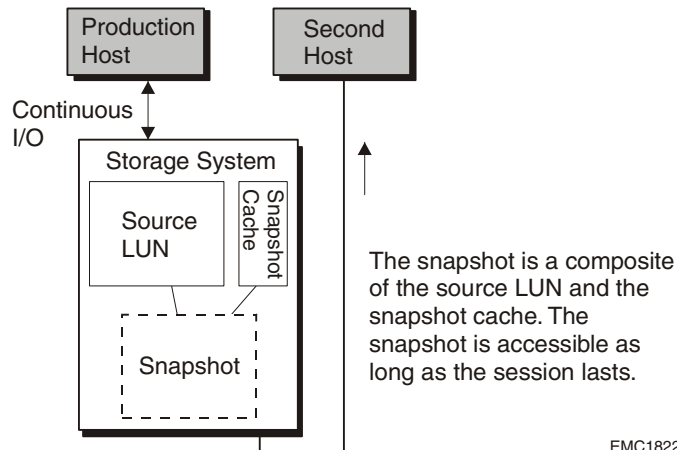 Production
Host
Second
Host
Continuous
I/O
Storage System
Source
LUN
Snapshot
Cache
Snapshot
The snapshot is a composite
of the source LUN and the
snapshot cache. The
snapshot is accessible as
long as the session lasts.
EMC1822